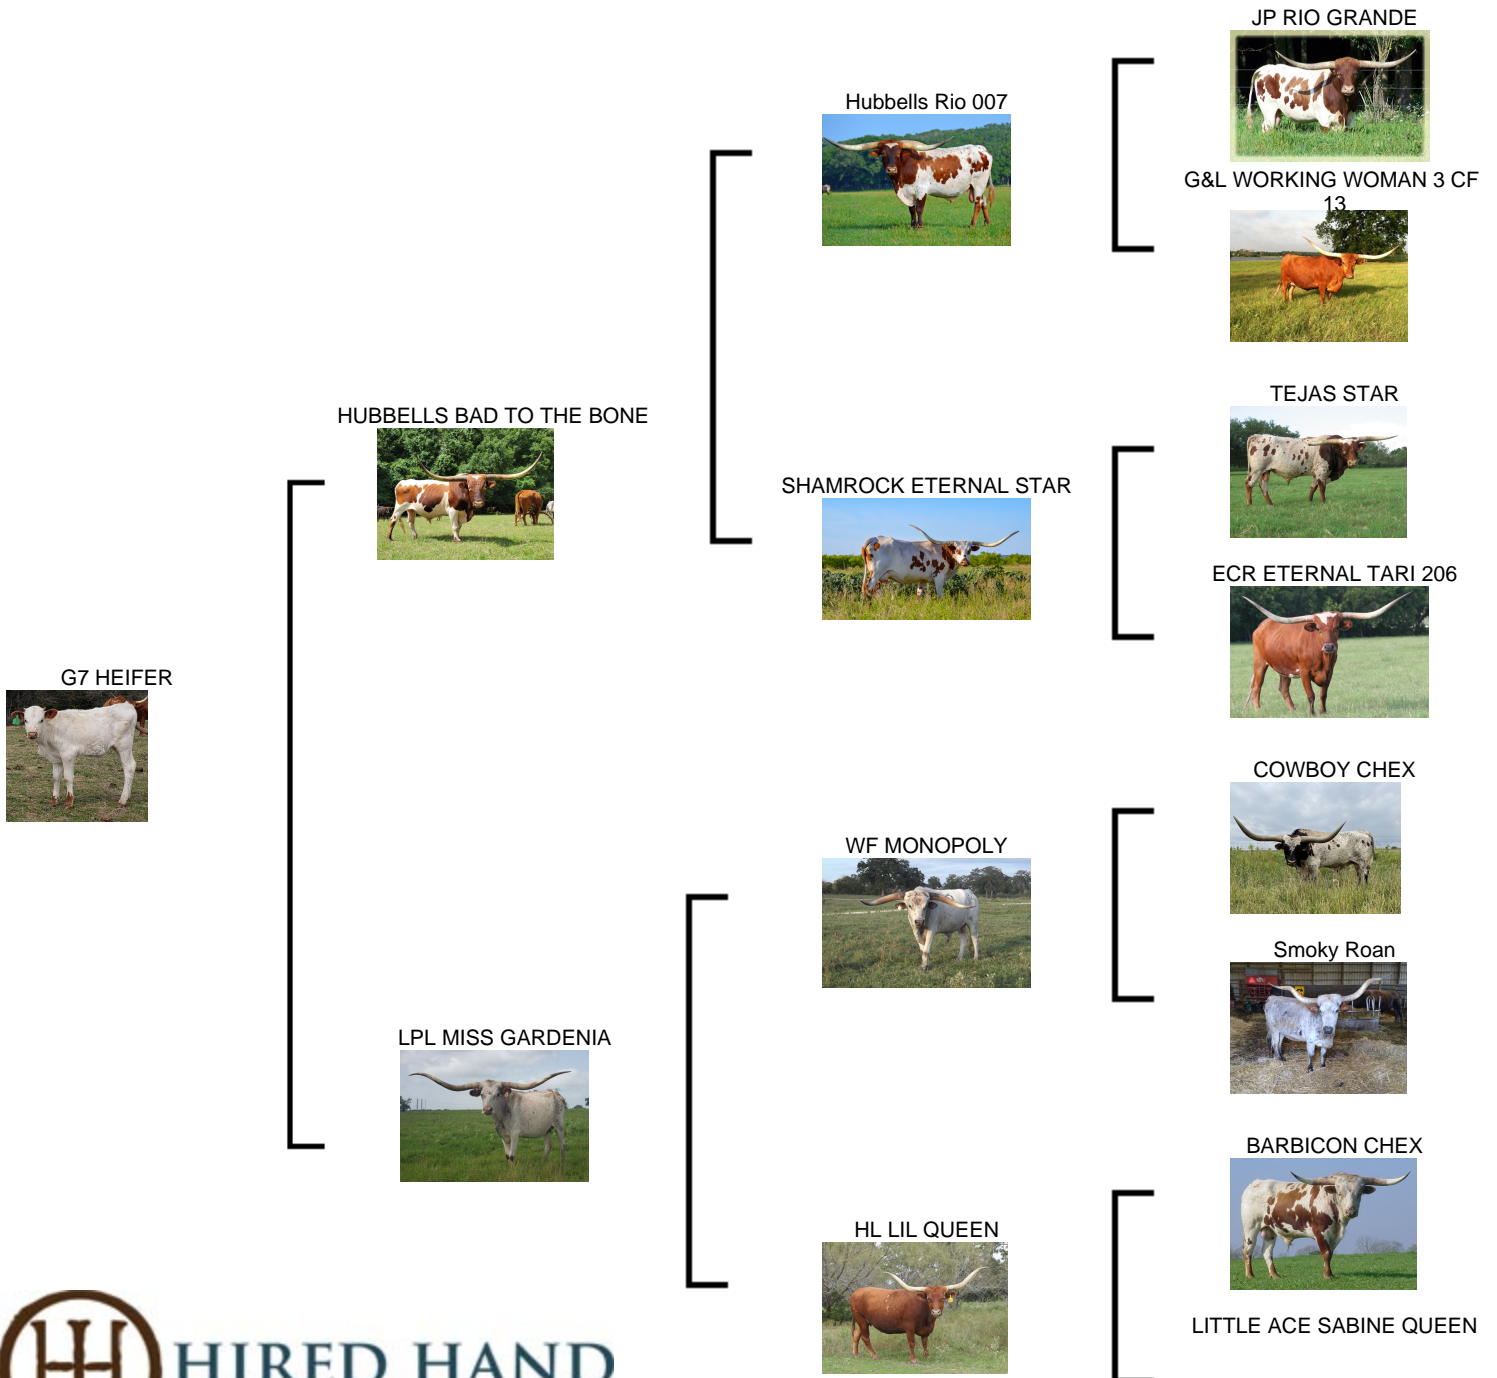 JP RIO GRANDE
Hubbells Rio 007
G&L WORKING WOMAN 3 CF
13
HUBBELLS BAD TO THE BONE
TEJAS STAR
SHAMROCK ETERNAL STAR
ECR ETERNAL TARI 206
G7 HEIFER
COWBOY CHEX
WF MONOPOLY
Smoky Roan
LPL MISS GARDENIA
BARBICON CHEX
HL LIL QUEEN
LITTLE ACE SABINE QUEEN
HIRED HAND